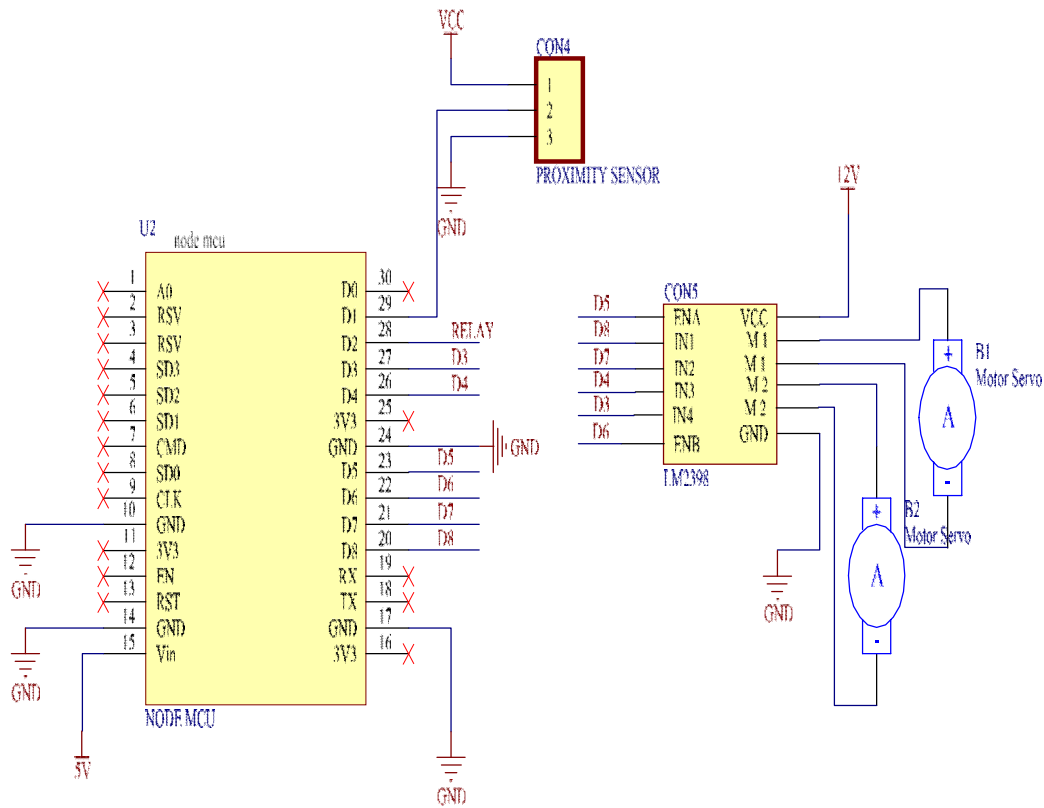 VCC
CON4
1
2
3
PROXIMITY SENSOR
GND
U2
node mcu
1 A0
2 RSV
3 RSV
4 SD3
5 SD2
6 SD1
7 CMD
8 SD0
9 CLK
10 GND
11 3V3
12 EN
13 RST
14 GND
15 Vin
D0 30
D1 29
D2 28 RELAY
D3 27 D3
D4 26 D4
3V3 25
GND 24 GND
D5 23 D5
D6 22 D6
D7 21 D7
D8 20 D8
RX 19
TX 18
GND 17
3V3 16
NODE MCU
GND
GND
5V
GND
12V
CON5
D5 ENA VCC
D8 IN1 M1
D7 IN2 M1
D4 IN3 M2
D3 IN4 M2
D6 ENB GND
LM2398
GND
B1
Motor Servo
+
A
-
B2
Motor Servo
+
A
-